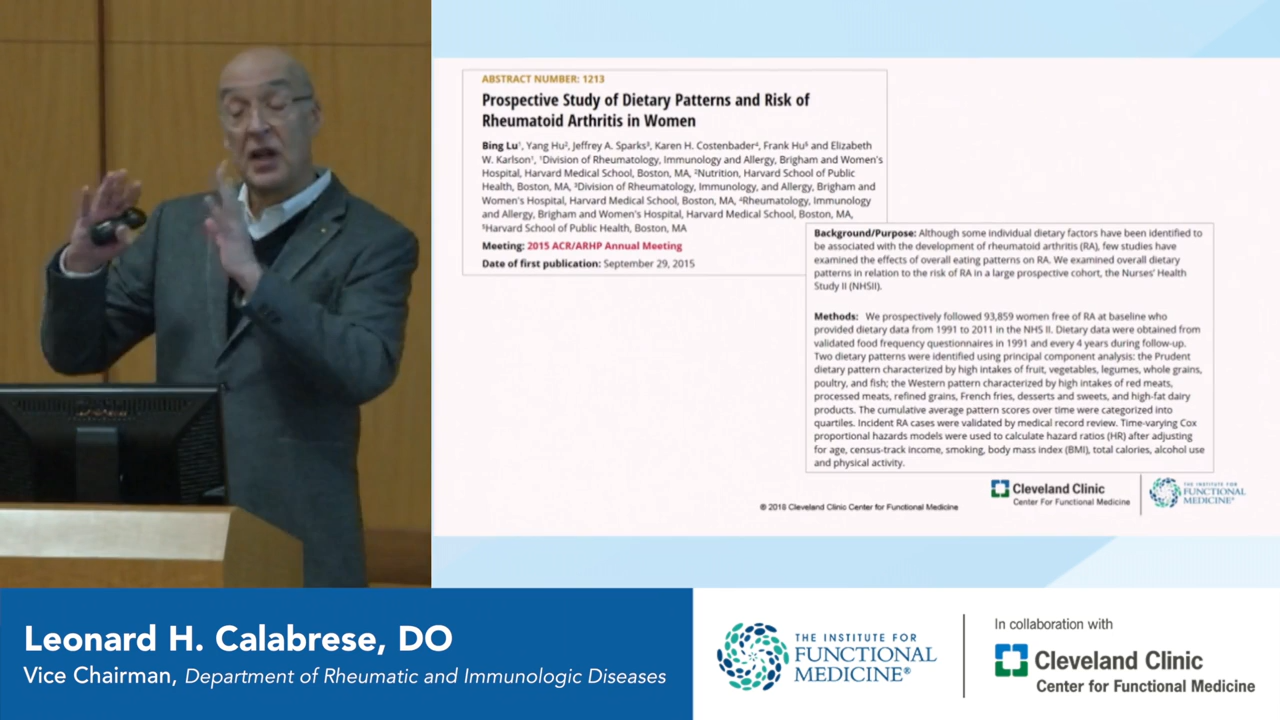 ABSTRACT NUMBER: 1213
Prospective Study of Dietary Patterns and Risk of
Rheumatoid Arthritis in Women
Bing Lu¹, Yang Hu², Jeffrey A. Sparks³, Karen H. Costenbader⁴, Frank Hu⁵ and Elizabeth
W. Karlson¹, ¹Division of Rheumatology, Immunology and Allergy, Brigham and Women's
Hospital, Harvard Medical School, Boston, MA, ²Nutrition, Harvard School of Public
Health, Boston, MA, ³Division of Rheumatology, Immunology, and Allergy, Brigham and
Women's Hospital, Harvard Medical School, Boston, MA, ⁴Rheumatology, Immunology
and Allergy, Brigham and Women's Hospital, Harvard Medical School, Boston, MA,
⁵Harvard School of Public Health, Boston, MA
Meeting: 2015 ACR/ARHP Annual Meeting
Date of first publication: September 29, 2015
Background/Purpose: Although some individual dietary factors have been identified to
be associated with the development of rheumatoid arthritis (RA), few studies have
examined the effects of overall eating patterns on RA. We examined overall dietary
patterns in relation to the risk of RA in a large prospective cohort, the Nurses' Health
Study II (NHSII).
Methods: We prospectively followed 93,859 women free of RA at baseline who
provided dietary data from 1991 to 2011 in the NHS II. Dietary data were obtained from
validated food frequency questionnaires in 1991 and every 4 years during follow-up.
Two dietary patterns were identified using principal component analysis: the Prudent
dietary pattern characterized by high intakes of fruit, vegetables, legumes, whole grains,
poultry, and fish; the Western pattern characterized by high intakes of red meats,
processed meats, refined grains, French fries, desserts and sweets, and high-fat dairy
products. The cumulative average pattern scores over time were categorized into
quartiles. Incident RA cases were validated by medical record review. Time-varying Cox
proportional hazards models were used to calculate hazard ratios (HR) after adjusting
for age, census-track income, smoking, body mass index (BMI), total calories, alcohol use
and physical activity.
Cleveland Clinic
Center For Functional Medicine
THE INSTITUTE FOR
FUNCTIONAL
MEDICINE®
© 2018 Cleveland Clinic Center for Functional Medicine
Leonard H. Calabrese, DO
Vice Chairman, Department of Rheumatic and Immunologic Diseases
THE INSTITUTE FOR
FUNCTIONAL
MEDICINE®
In collaboration with
Cleveland Clinic
Center for Functional Medicine